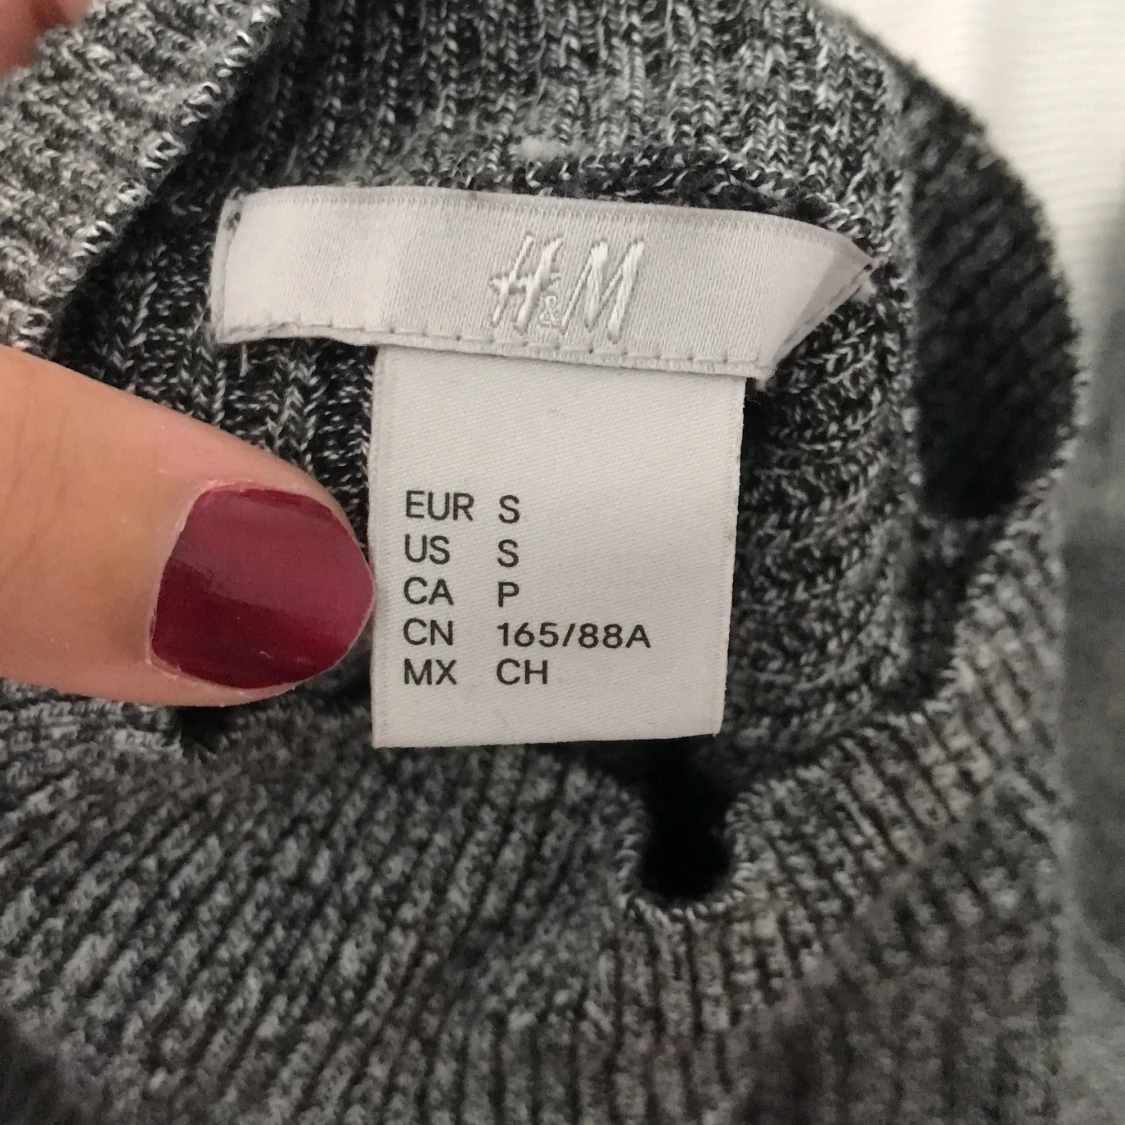 H&M
EUR S
US S
CA P
CN 165/88A
MX CH